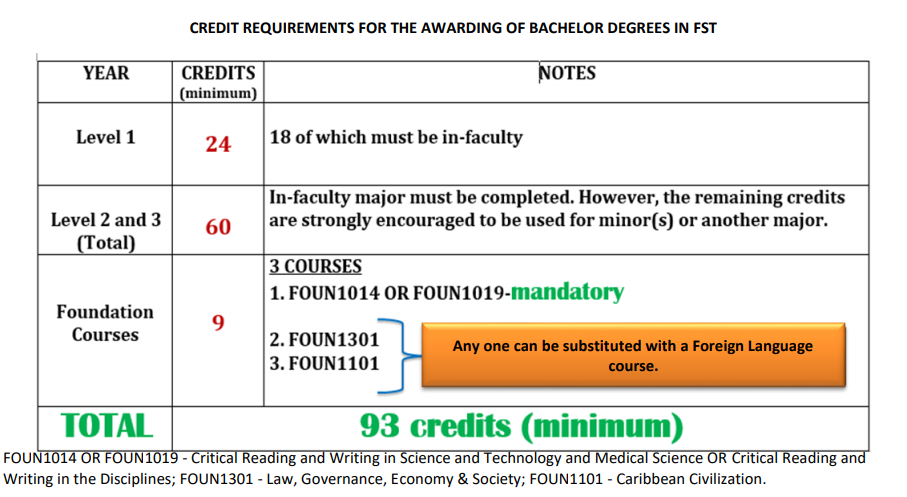 CREDIT REQUIREMENTS FOR THE AWARDING OF BACHELOR DEGREES IN FST
YEAR
CREDITS
(minimum)
NOTES
Level 1
24
18 of which must be in-faculty
Level 2 and 3
(Total)
60
In-faculty major must be completed. However, the remaining credits
are strongly encouraged to be used for minor(s) or another major.
Foundation
Courses
9
3 COURSES
1. FOUN1014 OR FOUN1019-mandatory
2. FOUN1301
3. FOUN1101
Any one can be substituted with a Foreign Language
course.
TOTAL
93 credits (minimum)
FOUN1014 OR FOUN1019 - Critical Reading and Writing in Science and Technology and Medical Science OR Critical Reading and
Writing in the Disciplines; FOUN1301 - Law, Governance, Economy & Society; FOUN1101 - Caribbean Civilization.